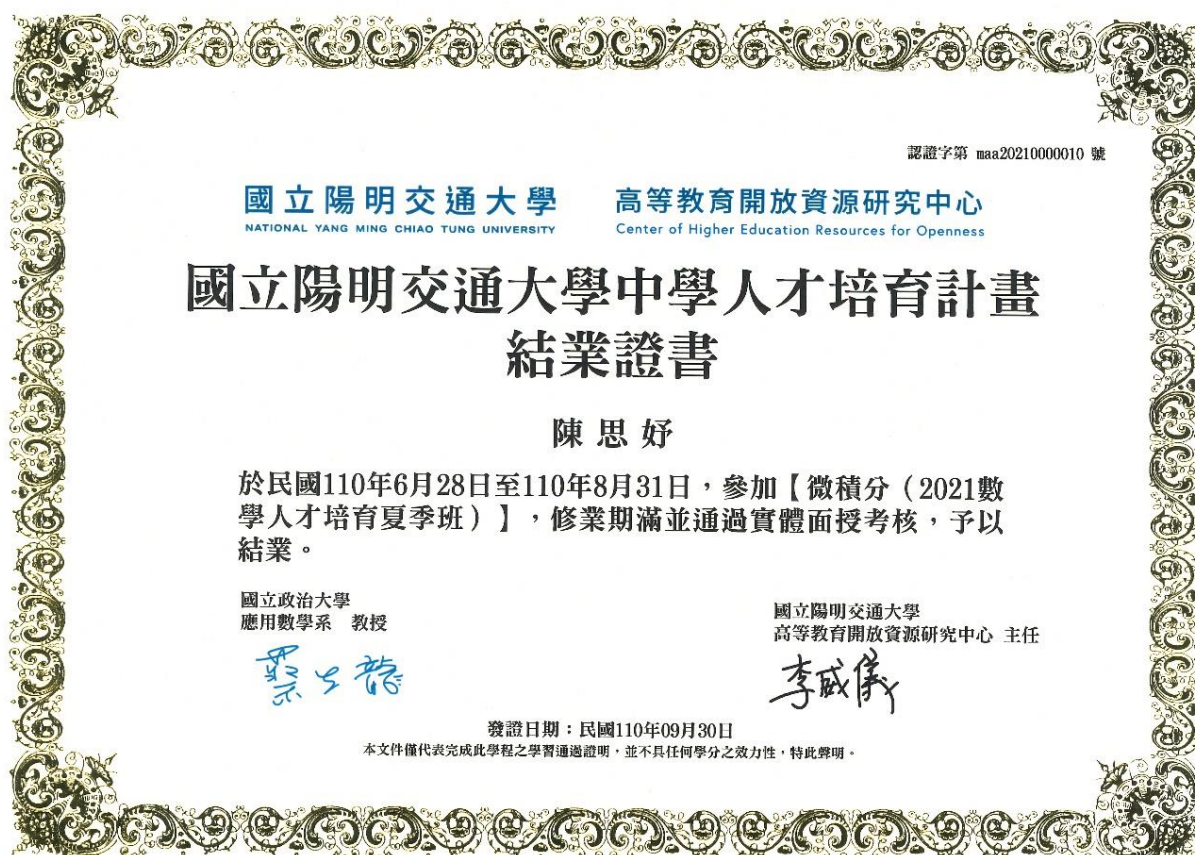 認證字第 maa20210000010 號
國立陽明交通大學 高等教育開放資源研究中心
NATIONAL YANG MING CHIAO TUNG UNIVERSITY Center of Higher Education Resources for Openness
國立陽明交通大學中學人才培育計畫
結業證書
陳思妤
於民國110年6月28日至110年8月31日，參加【微積分（2021數
學人才培育夏季班）】，修業期滿並通過實體面授考核，予以
結業。
國立政治大學
應用數學系 教授
國立陽明交通大學
高等教育開放資源研究中心 主任
李威儀
發證日期：民國110年09月30日
本文件僅代表完成此學程之學習通過證明，並不具任何學分之效力性，特此聲明。